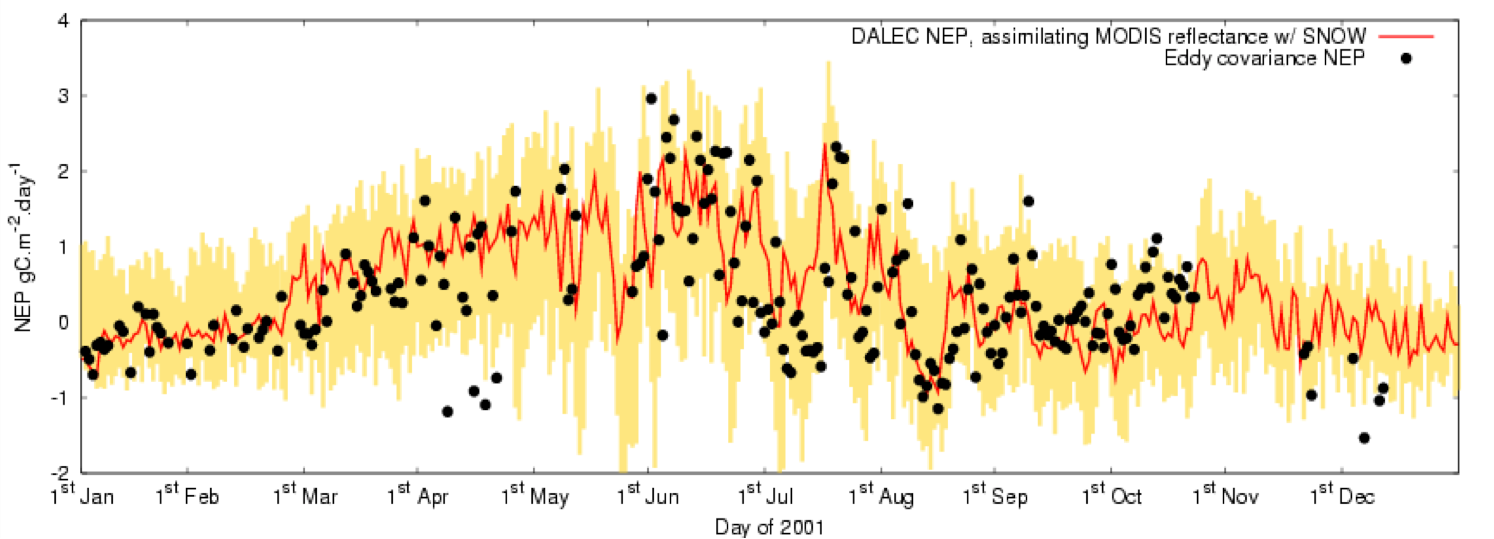 4
DALEC NEP, assimilating MODIS reflectance w/ SNOW
Eddy covariance NEP
3
2
1
0
-1
-2
NEP gC.m-2.day-1
1st Jan 1st Feb 1st Mar 1st Apr 1st May 1st Jun 1st Jul 1st Aug 1st Sep 1st Oct 1st Nov 1st Dec
Day of 2001